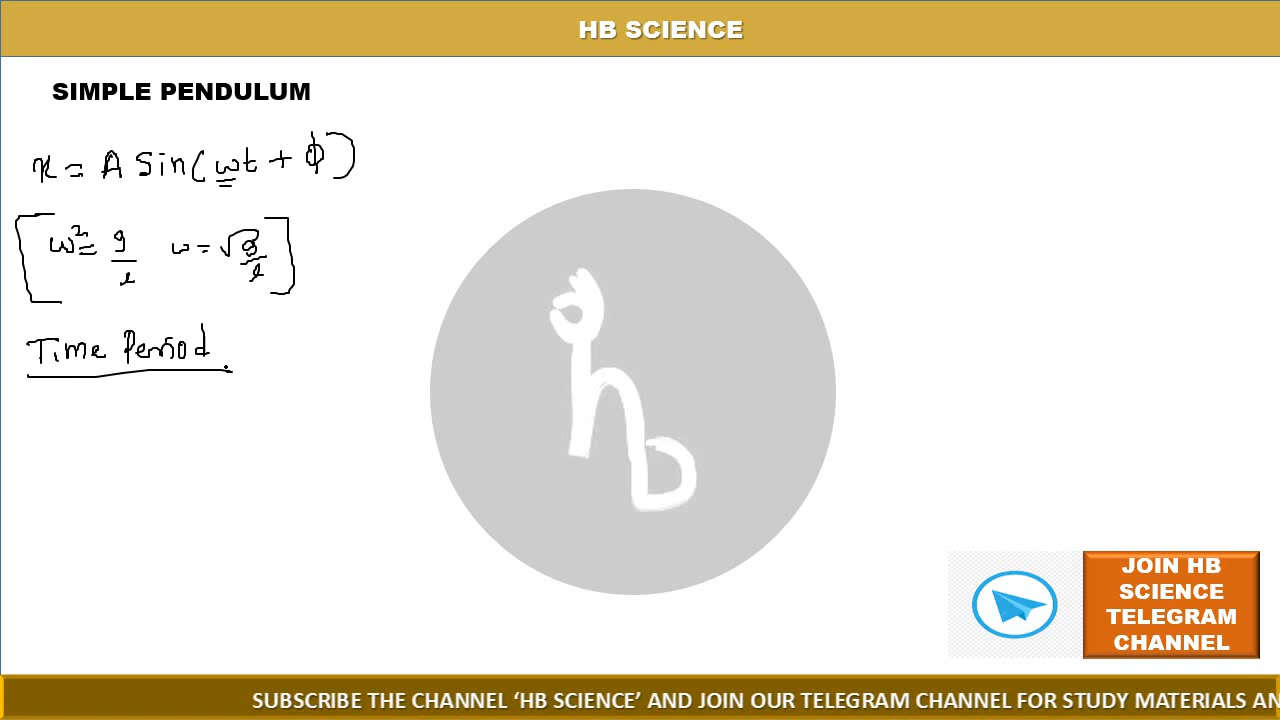 HB SCIENCE
SIMPLE PENDULUM
x = A Sin(ωt + ϕ)
[ω² = g/l ω = √g/l]
Time Period
hb
JOIN HB
SCIENCE
TELEGRAM
CHANNEL
SUBSCRIBE THE CHANNEL ‘HB SCIENCE’ AND JOIN OUR TELEGRAM CHANNEL FOR STUDY MATERIALS AN